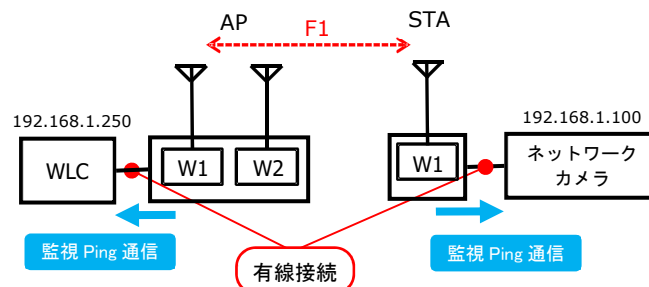 AP
F1
STA
192.168.1.250
192.168.1.100
WLC
W1
W2
W1
ネットワーク
カメラ
監視 Ping 通信
監視 Ping 通信
有線接続